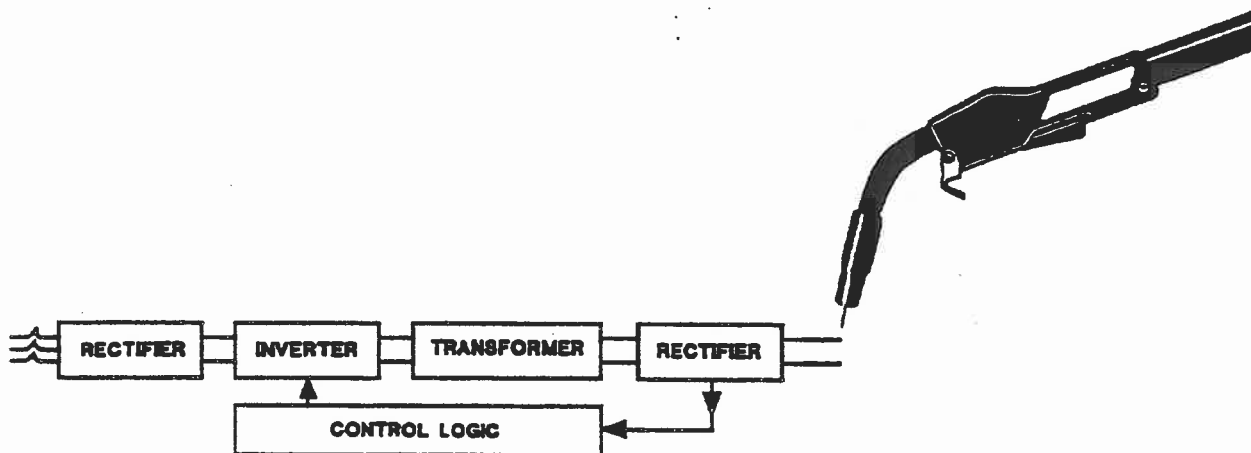 RECTIFIER
INVERTER
TRANSFORMER
RECTIFIER
CONTROL LOGIC